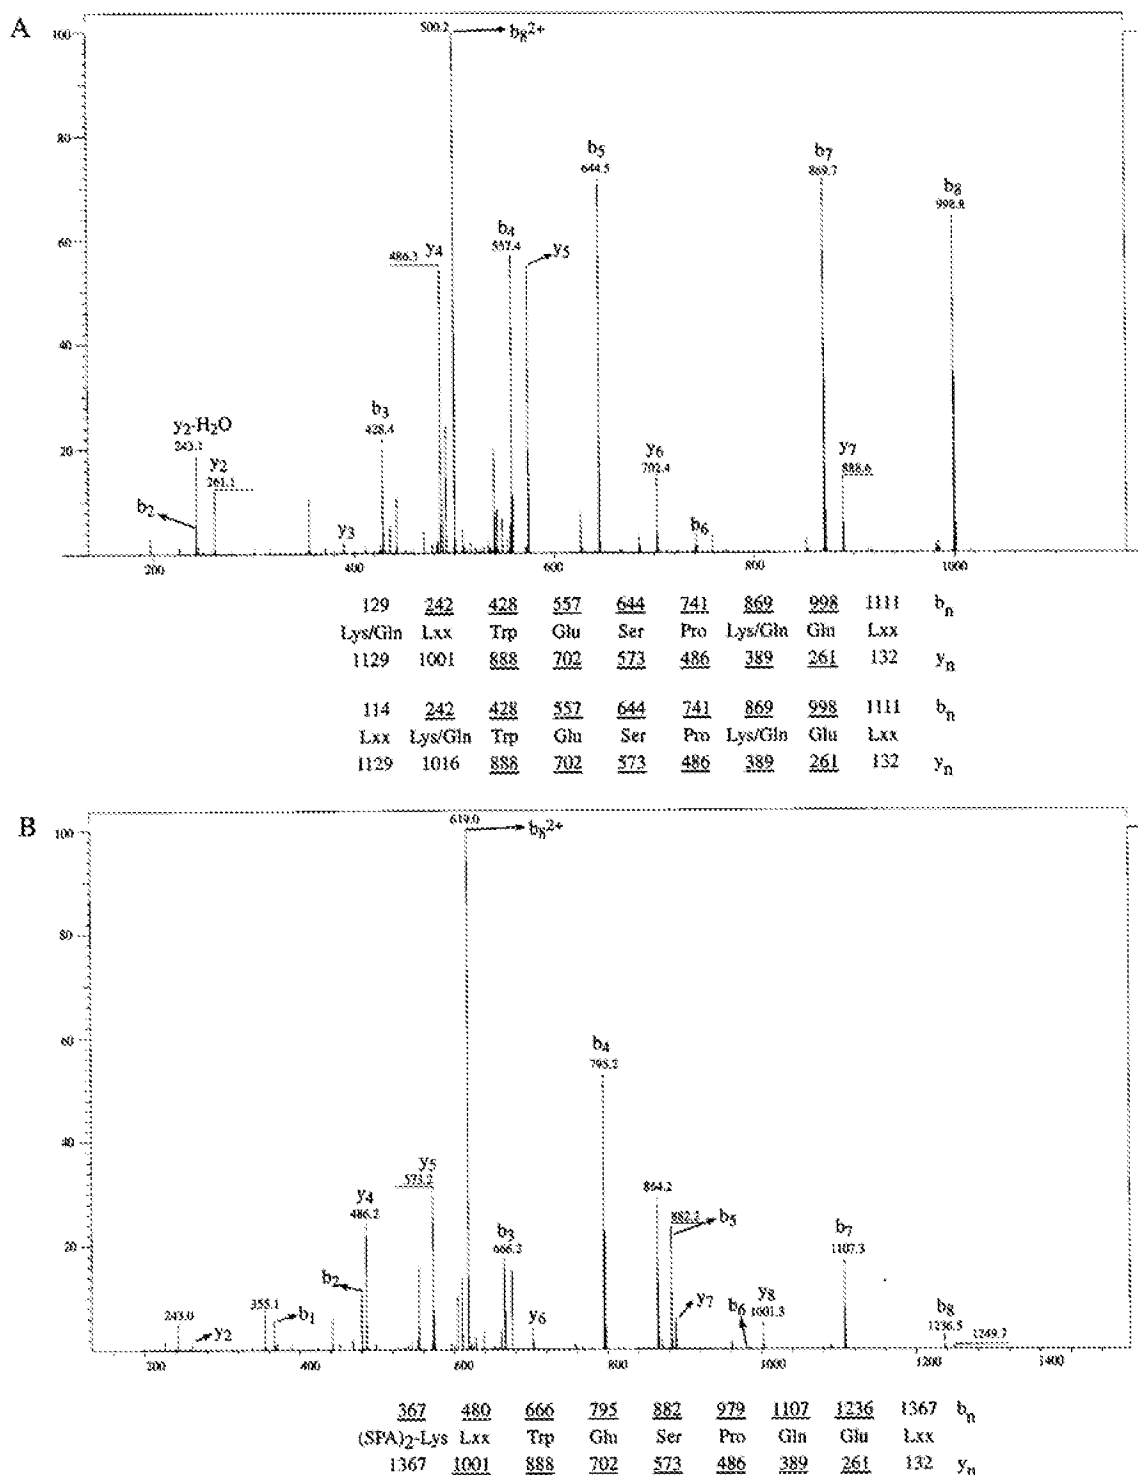 A
100
80
60
40
20
500.2
b8 2+
b5
644.5
b7
869.7
b8
998.8
b4
557.4
486.3
y4
y5
b3
428.4
y2-H2O
243.1
y2
261.1
b2
y3
y6
702.4
b6
y7
888.6
200
400
600
800
1000
129 242 428 557 644 741 869 998 1111 bn
Lys/Gln Lxx Trp Glu Ser Pro Lys/Gln Glu Lxx
1129 1001 888 702 573 486 389 261 132 yn
114 242 428 557 644 741 869 998 1111 bn
Lxx Lys/Gln Trp Glu Ser Pro Lys/Gln Glu Lxx
1129 1016 888 702 573 486 389 261 132 yn
B
100
80
60
40
20
619.0
b8 2+
b4
795.2
y5
573.2
y4
486.2
b3
666.2
864.2
882.2
b5
b7
1107.3
b2
243.0
y2
355.1
b1
y6
y7
b6
y8
1001.3
b8
1236.5
1249.7
200
400
600
800
1000
1200
1400
367 480 666 795 882 979 1107 1236 1367 bn
(SPA)2-Lys Lxx Trp Glu Ser Pro Gln Glu Lxx
1367 1001 888 702 573 486 389 261 132 yn